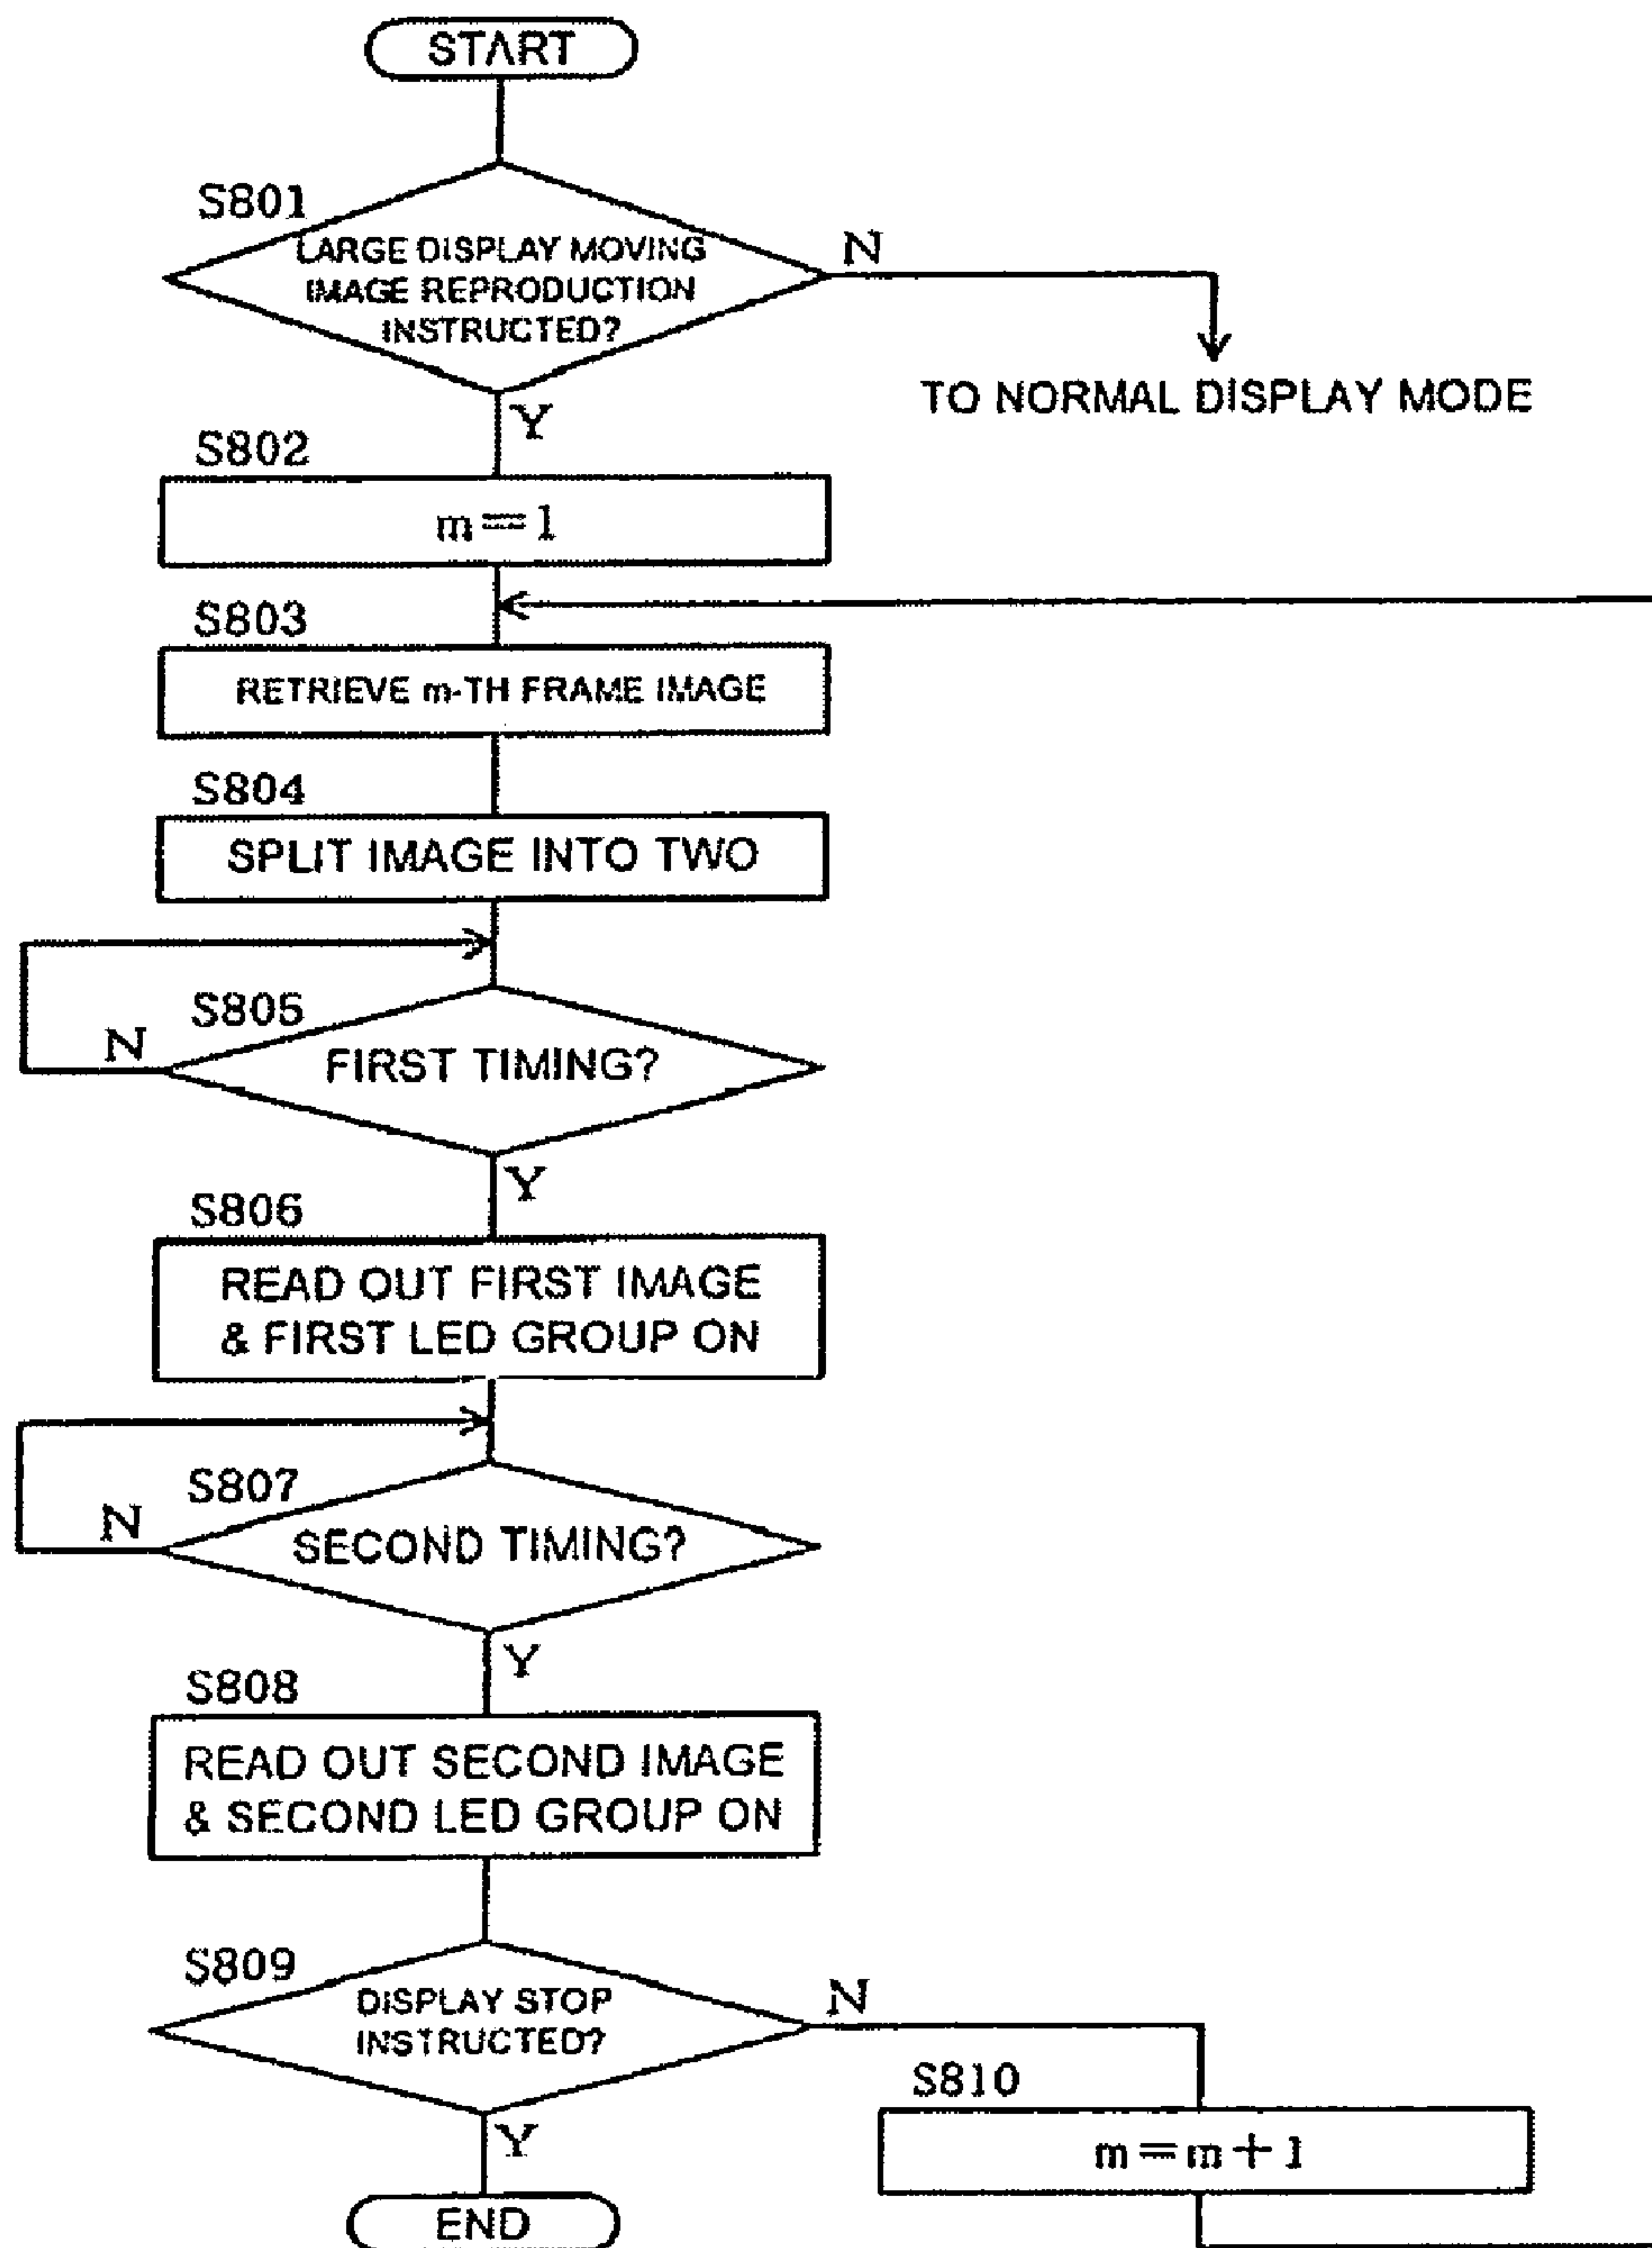 START
S801
LARGE DISPLAY MOVING
IMAGE REPRODUCTION
INSTRUCTED?
N
TO NORMAL DISPLAY MODE
Y
S802
m=1
S803
RETRIEVE m-TH FRAME IMAGE
S804
SPLIT IMAGE INTO TWO
S805
N
FIRST TIMING?
Y
S806
READ OUT FIRST IMAGE
& FIRST LED GROUP ON
S807
N
SECOND TIMING?
Y
S808
READ OUT SECOND IMAGE
& SECOND LED GROUP ON
S809
DISPLAY STOP
INSTRUCTED?
N
S810
m=m+1
Y
END